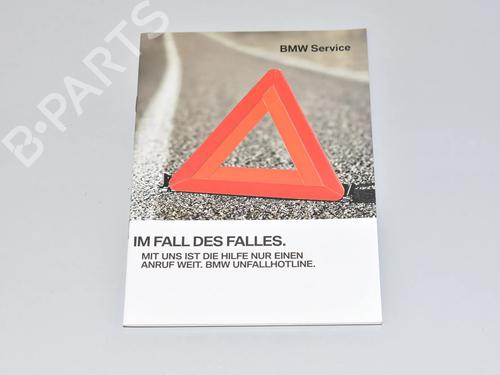 B-PARTS
BMW Service
IM FALL DES FALLES.
MIT UNS IST DIE HILFE NUR EINEN
ANRUF WEIT. BMW UNFALLHOTLINE.